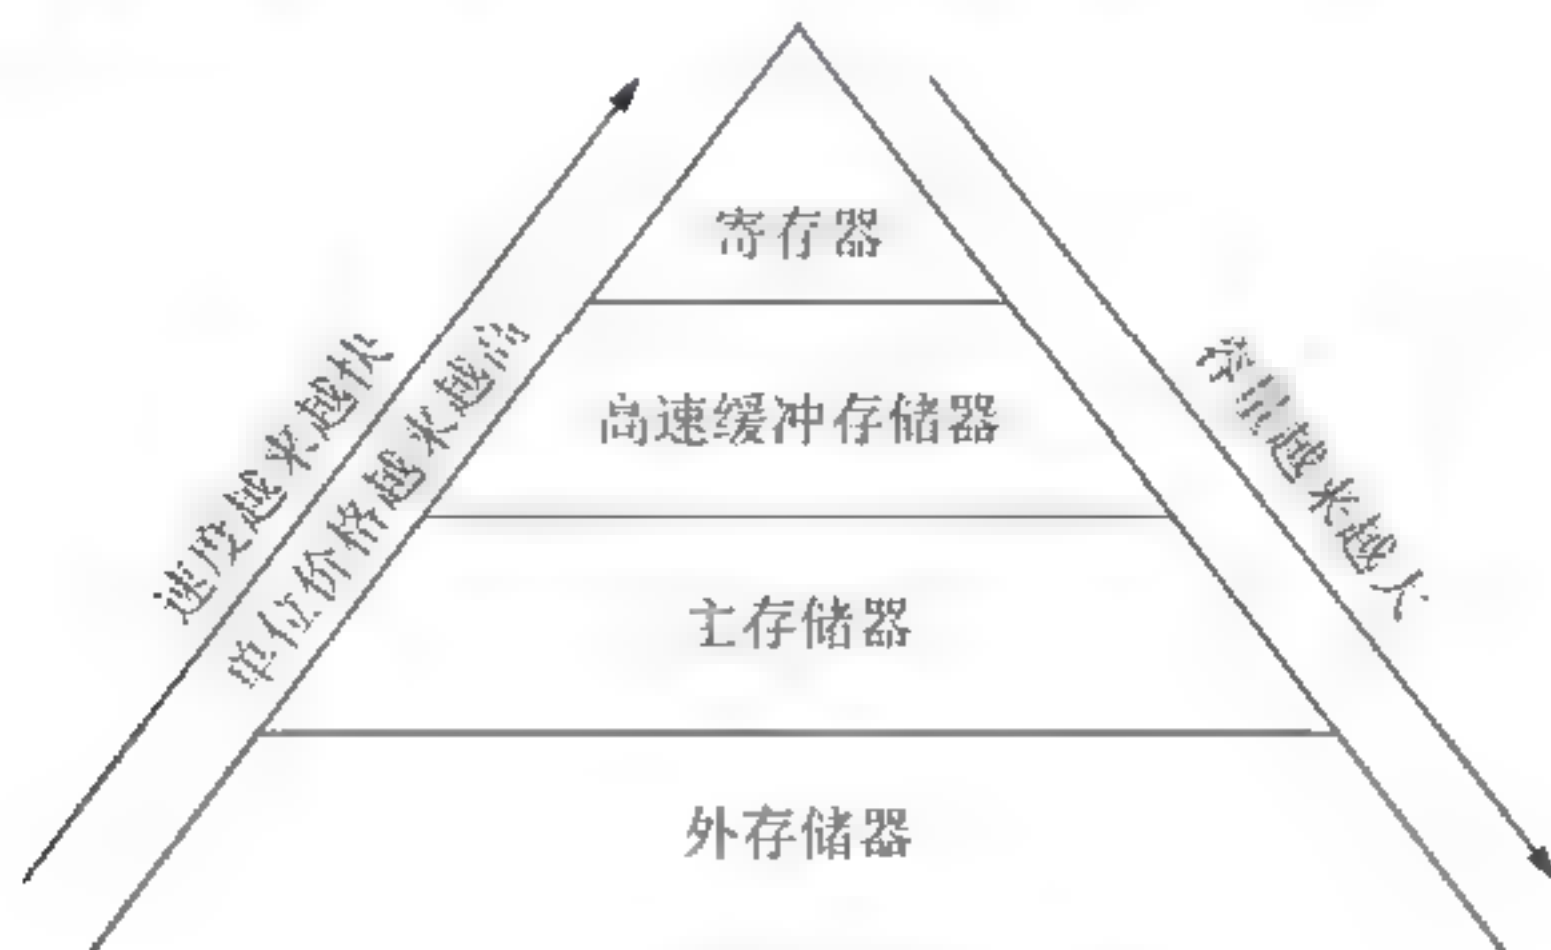 寄存器
高速缓冲存储器
主存储器
外存储器
速度越来越快
单位价格越来越高
容量越来越大